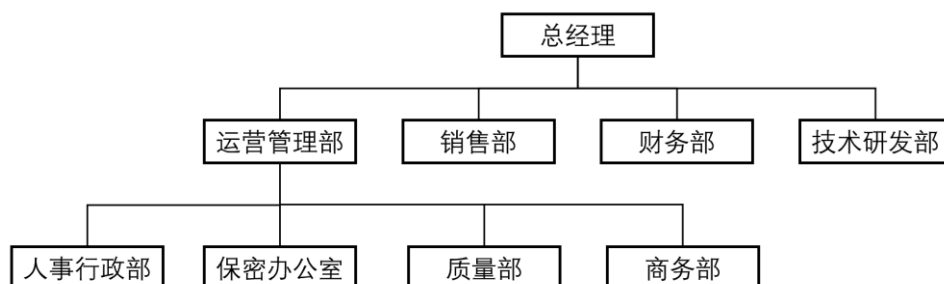 总经理
运营管理部
销售部
财务部
技术研发部
人事行政部
保密办公室
质量部
商务部